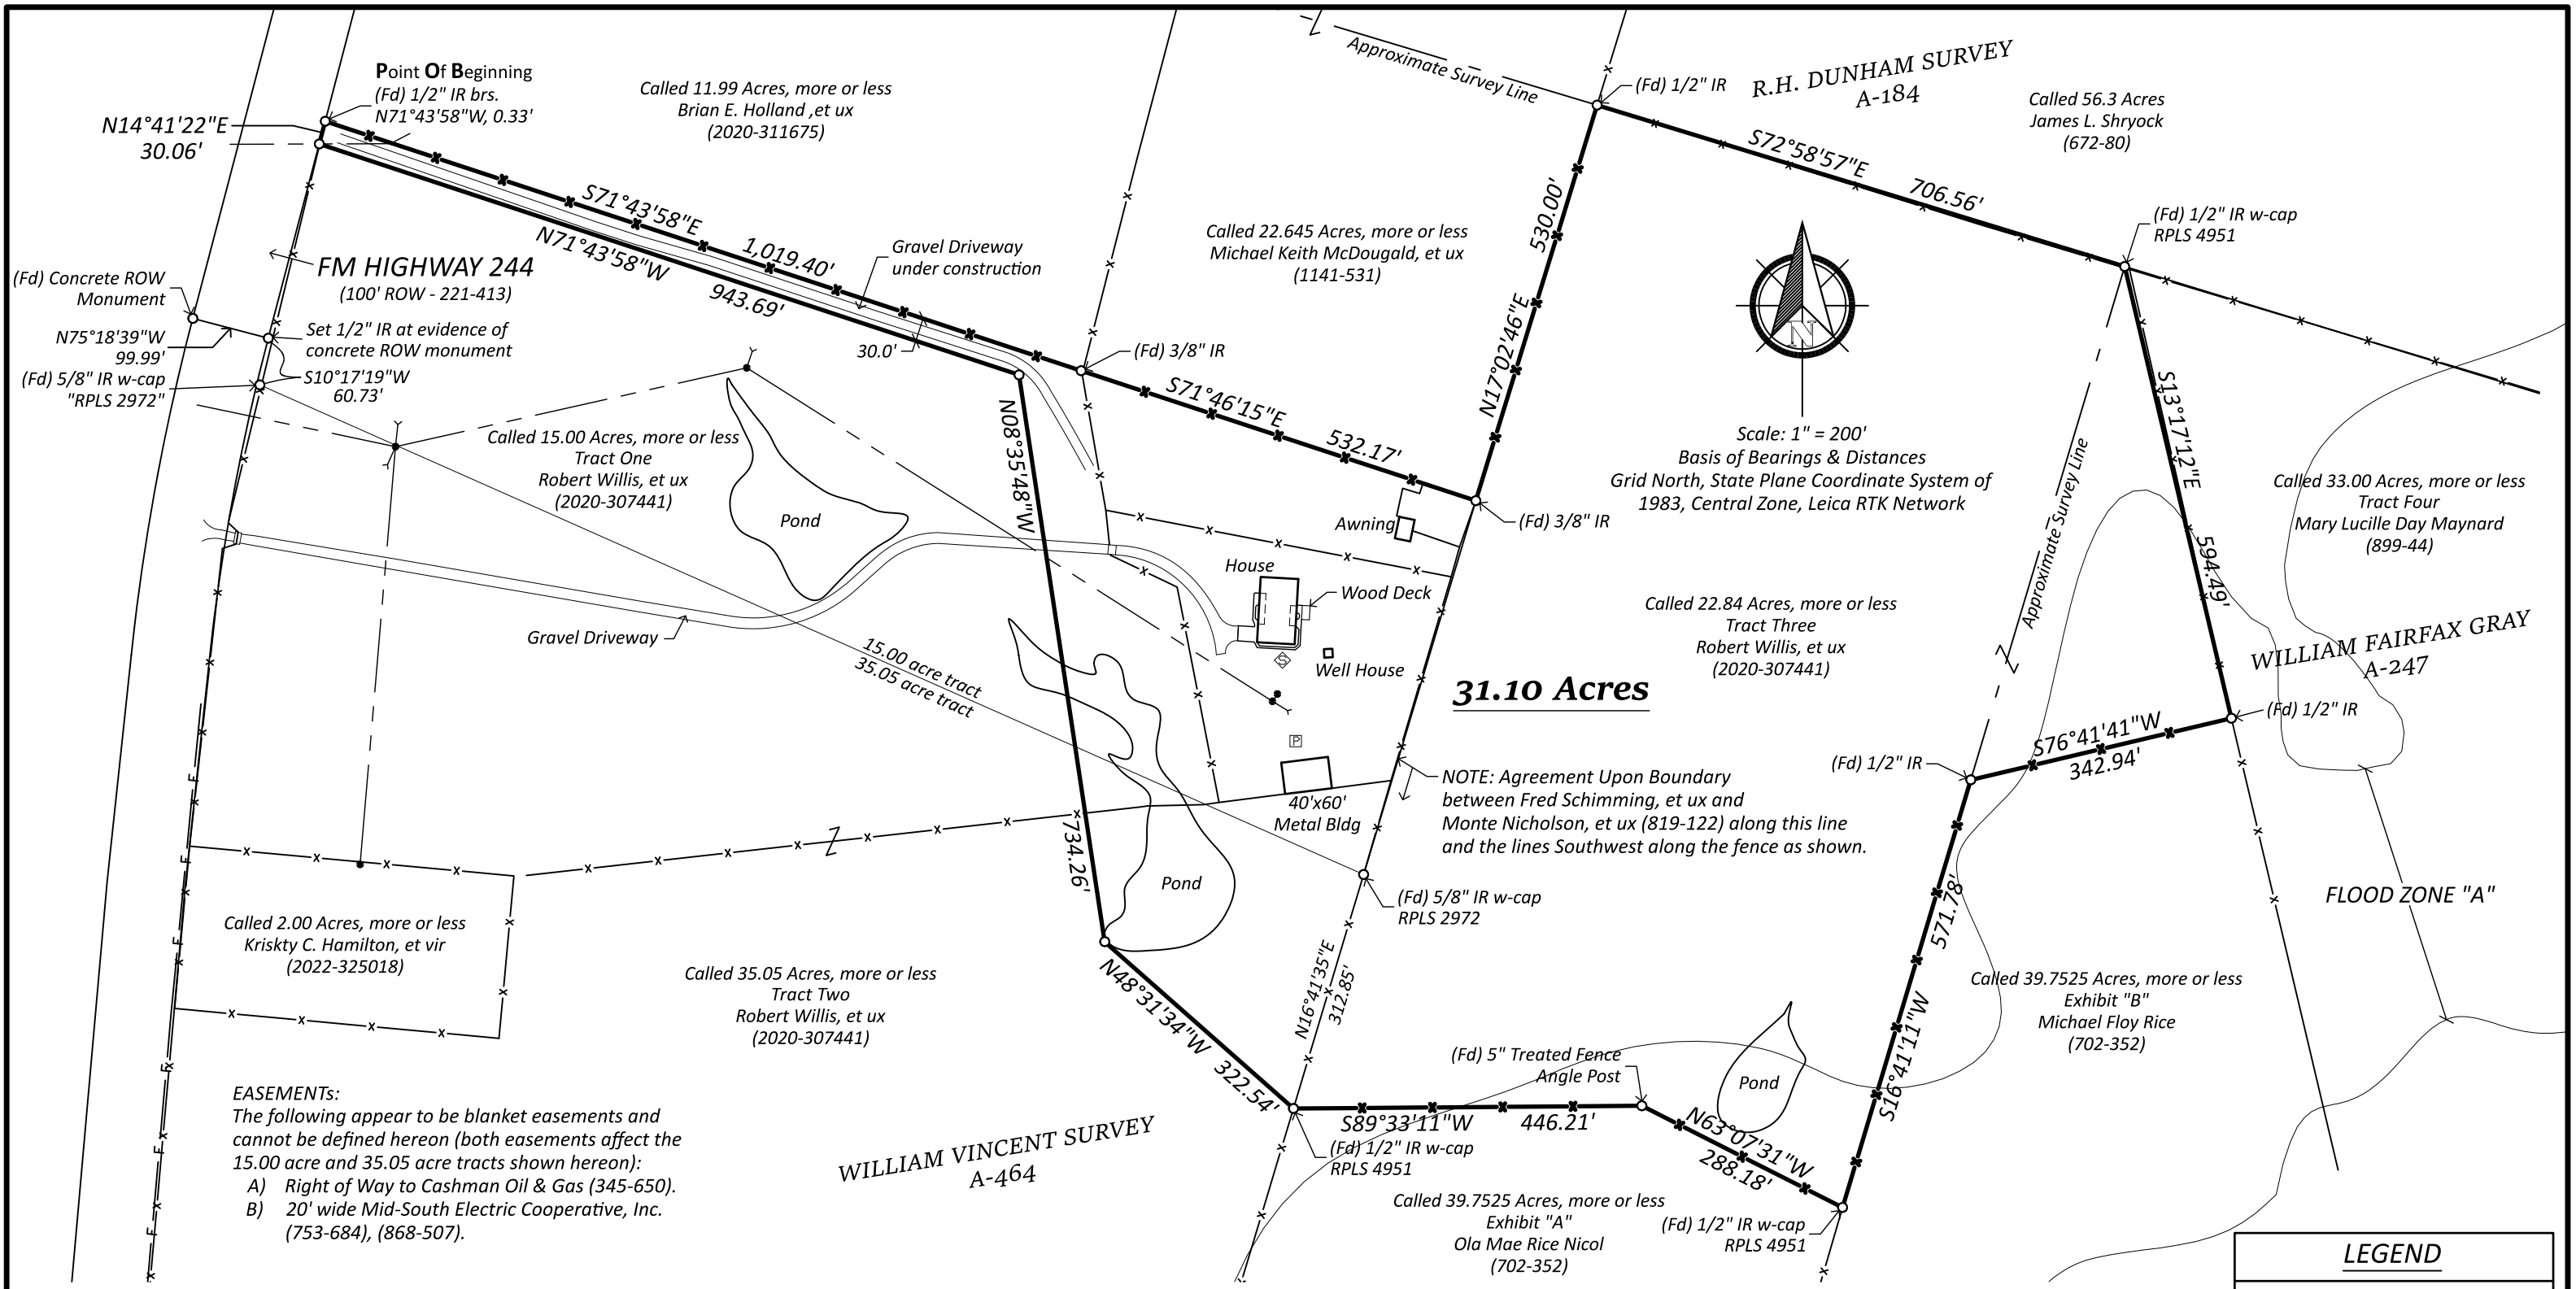 Point Of Beginning
(Fd) 1/2" IR brs.
N71°43'58"W, 0.33'
N14°41'22"E
30.06'
Called 11.99 Acres, more or less
Brian E. Holland ,et ux
(2020-311675)
Approximate Survey Line
(Fd) 1/2" IR
R.H. DUNHAM SURVEY
A-184
Called 56.3 Acres
James L. Shryock
(672-80)
S72°58'57"E
706.56'
(Fd) 1/2" IR w-cap
RPLS 4951
S71°43'58"E
1,019.40'
N71°43'58"W
943.69'
Gravel Driveway
under construction
30.0'
FM HIGHWAY 244
(100' ROW - 221-413)
(Fd) Concrete ROW
Monument
N75°18'39"W
99.99'
Set 1/2" IR at evidence of
concrete ROW monument
(Fd) 5/8" IR w-cap
"RPLS 2972"
S10°17'19"W
60.73'
Called 22.645 Acres, more or less
Michael Keith McDougald, et ux
(1141-531)
530.00'
N17°02'46"E
(Fd) 3/8" IR
S71°46'15"E
532.17'
(Fd) 3/8" IR
N
Scale: 1" = 200'
Basis of Bearings & Distances
Grid North, State Plane Coordinate System of
1983, Central Zone, Leica RTK Network
S13°17'12"E
594.49'
Called 33.00 Acres, more or less
Tract Four
Mary Lucille Day Maynard
(899-44)
Called 15.00 Acres, more or less
Tract One
Robert Willis, et ux
(2020-307441)
Pond
N08°35'48"W
734.26'
Awning
House
Wood Deck
S
Well House
P
40'x60'
Metal Bldg
Gravel Driveway
15.00 acre tract
35.05 acre tract
Called 22.84 Acres, more or less
Tract Three
Robert Willis, et ux
(2020-307441)
31.10 Acres
Approximate Survey Line
WILLIAM FAIRFAX GRAY
A-247
(Fd) 1/2" IR
S76°41'41"W
342.94'
(Fd) 1/2" IR
NOTE: Agreement Upon Boundary
between Fred Schimming, et ux and
Monte Nicholson, et ux (819-122) along this line
and the lines Southwest along the fence as shown.
(Fd) 5/8" IR w-cap
RPLS 2972
Pond
571.78'
S16°41'11"W
FLOOD ZONE "A"
Called 2.00 Acres, more or less
Kriskty C. Hamilton, et vir
(2022-325018)
Called 35.05 Acres, more or less
Tract Two
Robert Willis, et ux
(2020-307441)
N48°31'34"W
322.54'
N16°41'35"E
312.85'
Called 39.7525 Acres, more or less
Exhibit "B"
Michael Floy Rice
(702-352)
(Fd) 5" Treated Fence
Angle Post
Pond
S89°33'11"W
446.21'
N63°07'31"W
288.18'
(Fd) 1/2" IR w-cap
RPLS 4951
WILLIAM VINCENT SURVEY
A-464
Called 39.7525 Acres, more or less
Exhibit "A"
Ola Mae Rice Nicol
(702-352)
(Fd) 1/2" IR w-cap
RPLS 4951
EASEMENTs:
The following appear to be blanket easements and
cannot be defined hereon (both easements affect the
15.00 acre and 35.05 acre tracts shown hereon):
A) Right of Way to Cashman Oil & Gas (345-650).
B) 20' wide Mid-South Electric Cooperative, Inc.
(753-684), (868-507).
LEGEND